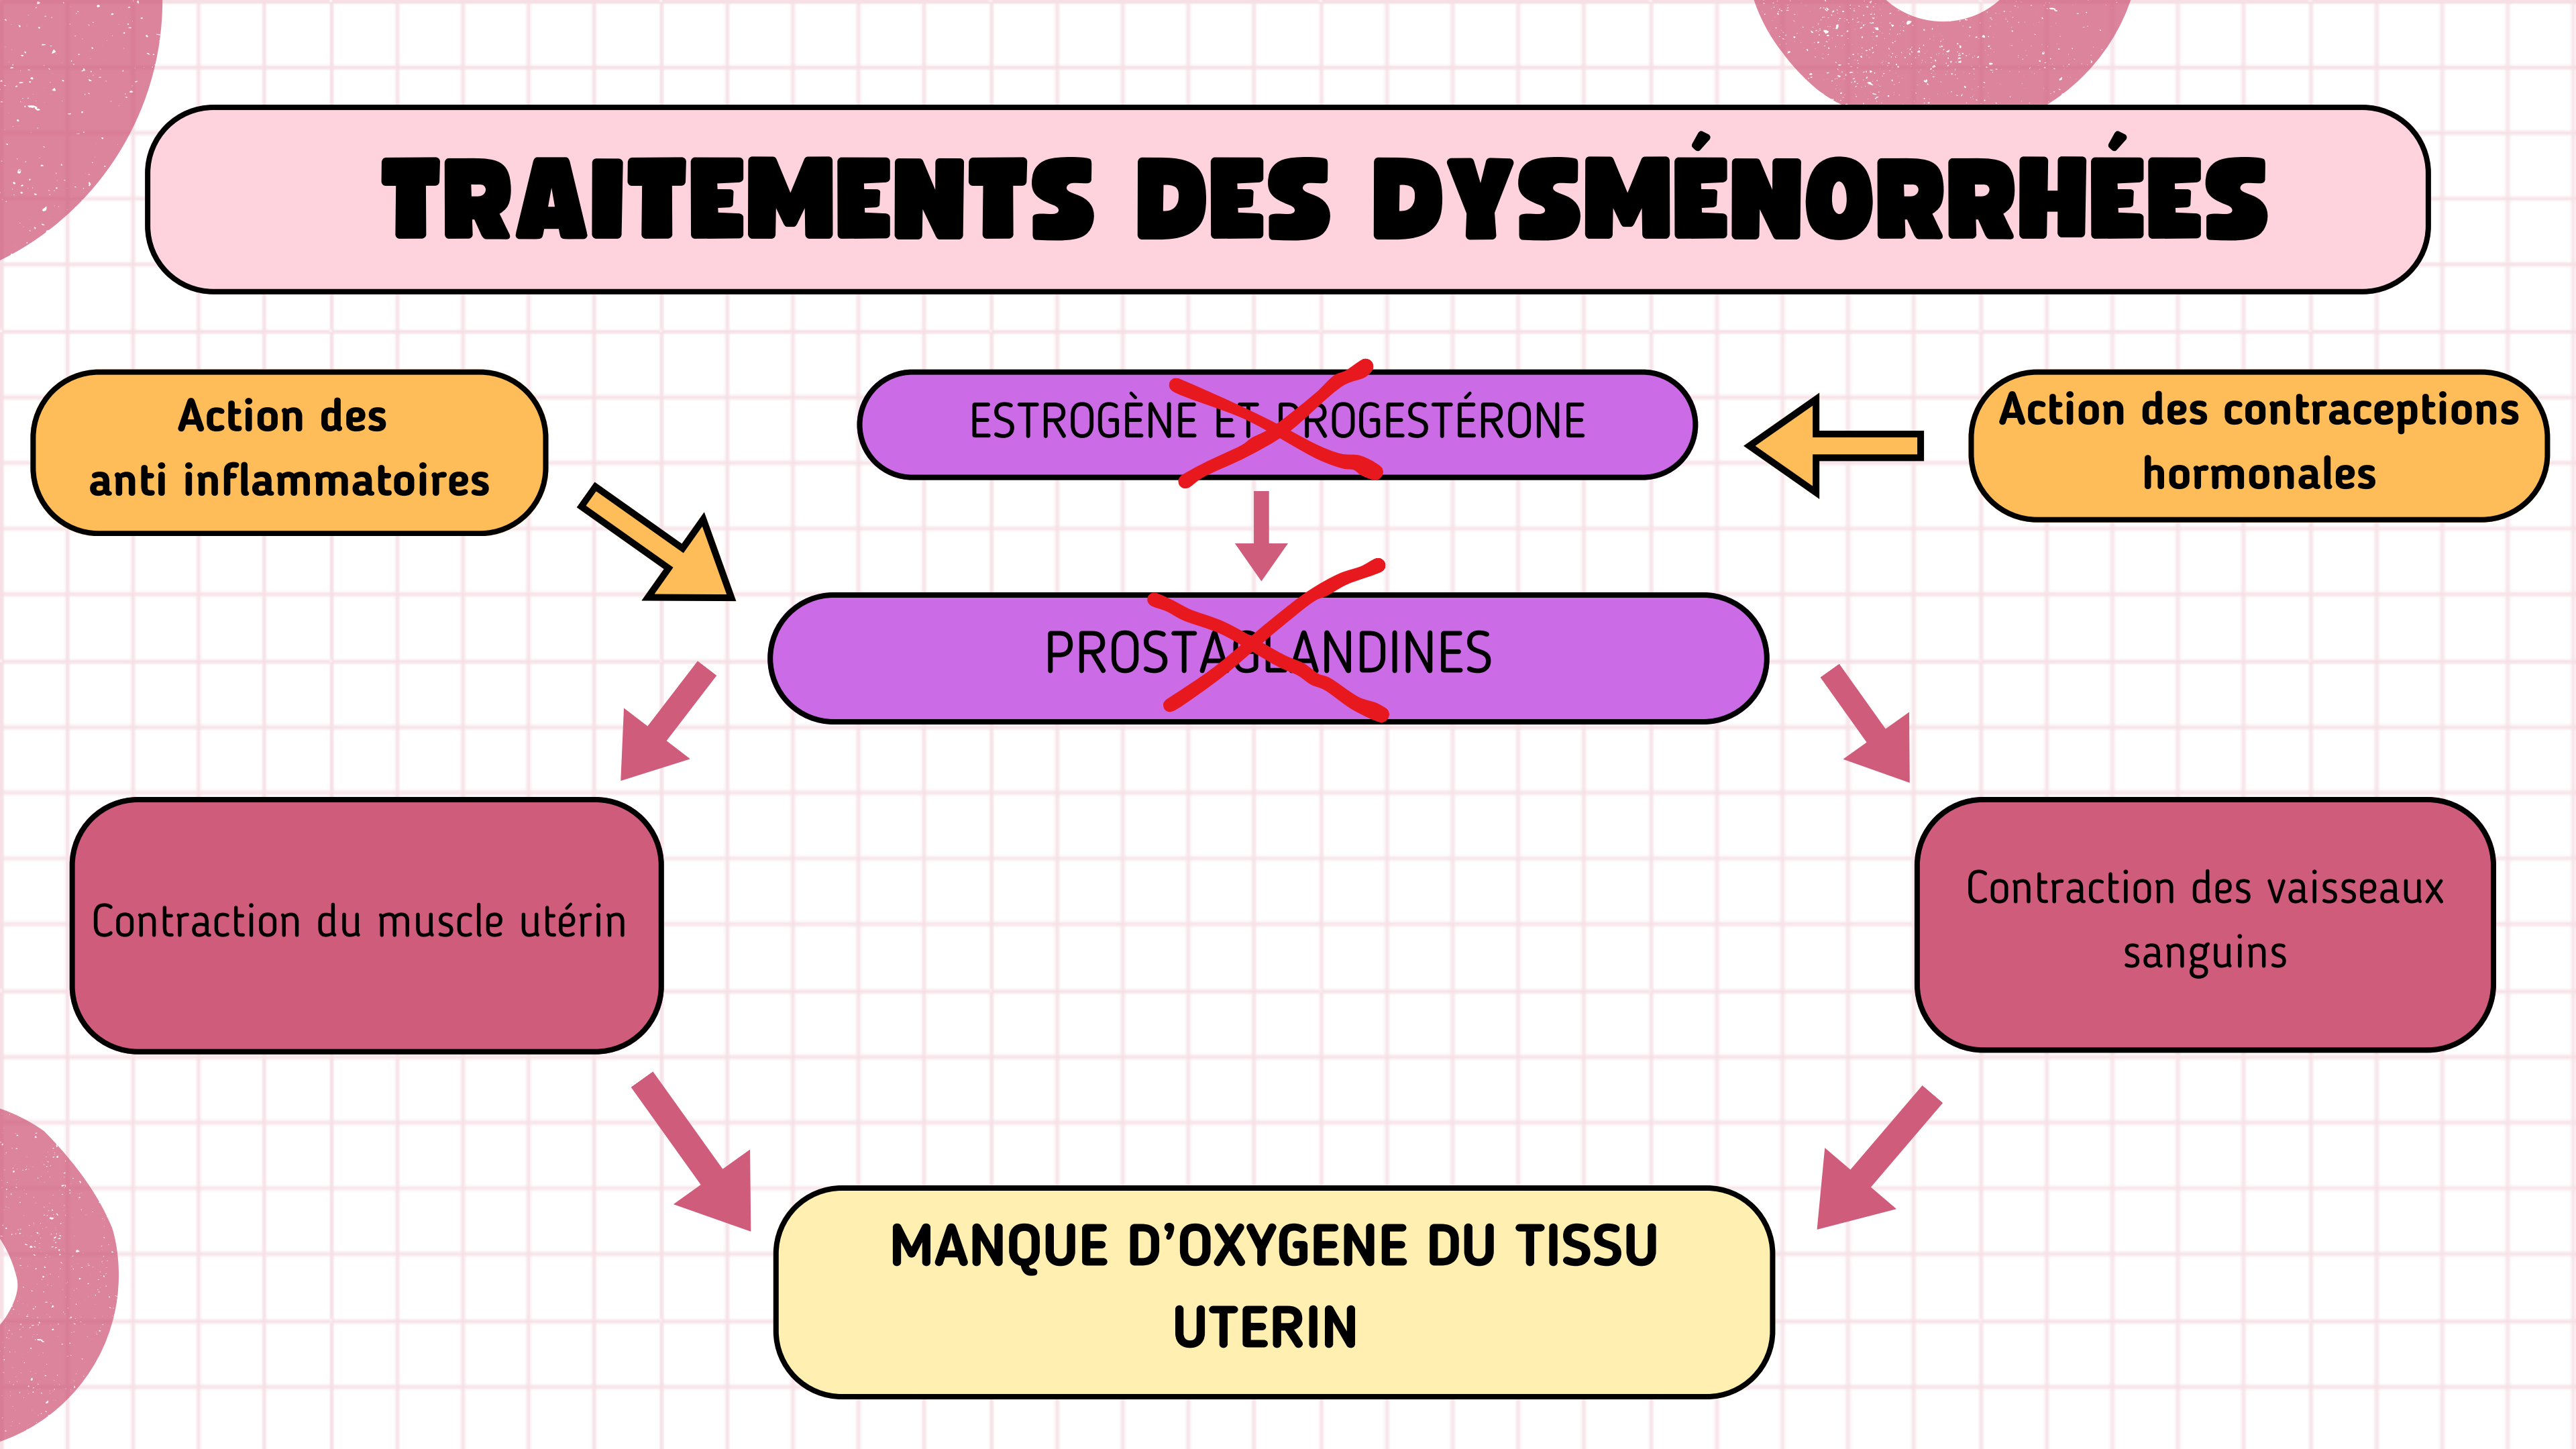 TRAITEMENTS DES DYSMÉNORRHÉES
Action des
anti inflammatoires
ESTROGÈNE ET PROGESTÉRONE
Action des contraceptions
hormonales
PROSTAGLANDINES
Contraction du muscle utérin
Contraction des vaisseaux
sanguins
MANQUE D’OXYGENE DU TISSU
UTERIN